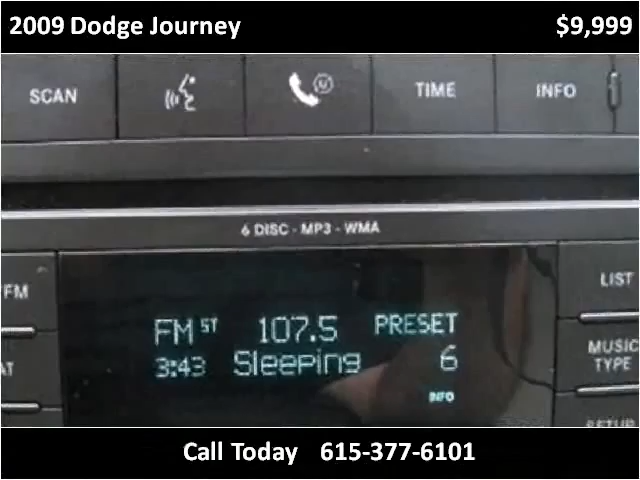 2009 Dodge Journey $9,999
SCAN TIME INFO
6 DISC - MP3 - WMA
FM LIST
FM ST 107.5 PRESET
3:43 Sleeping 6
MUSIC
TYPE
INFO
SETUP
Call Today 615-377-6101